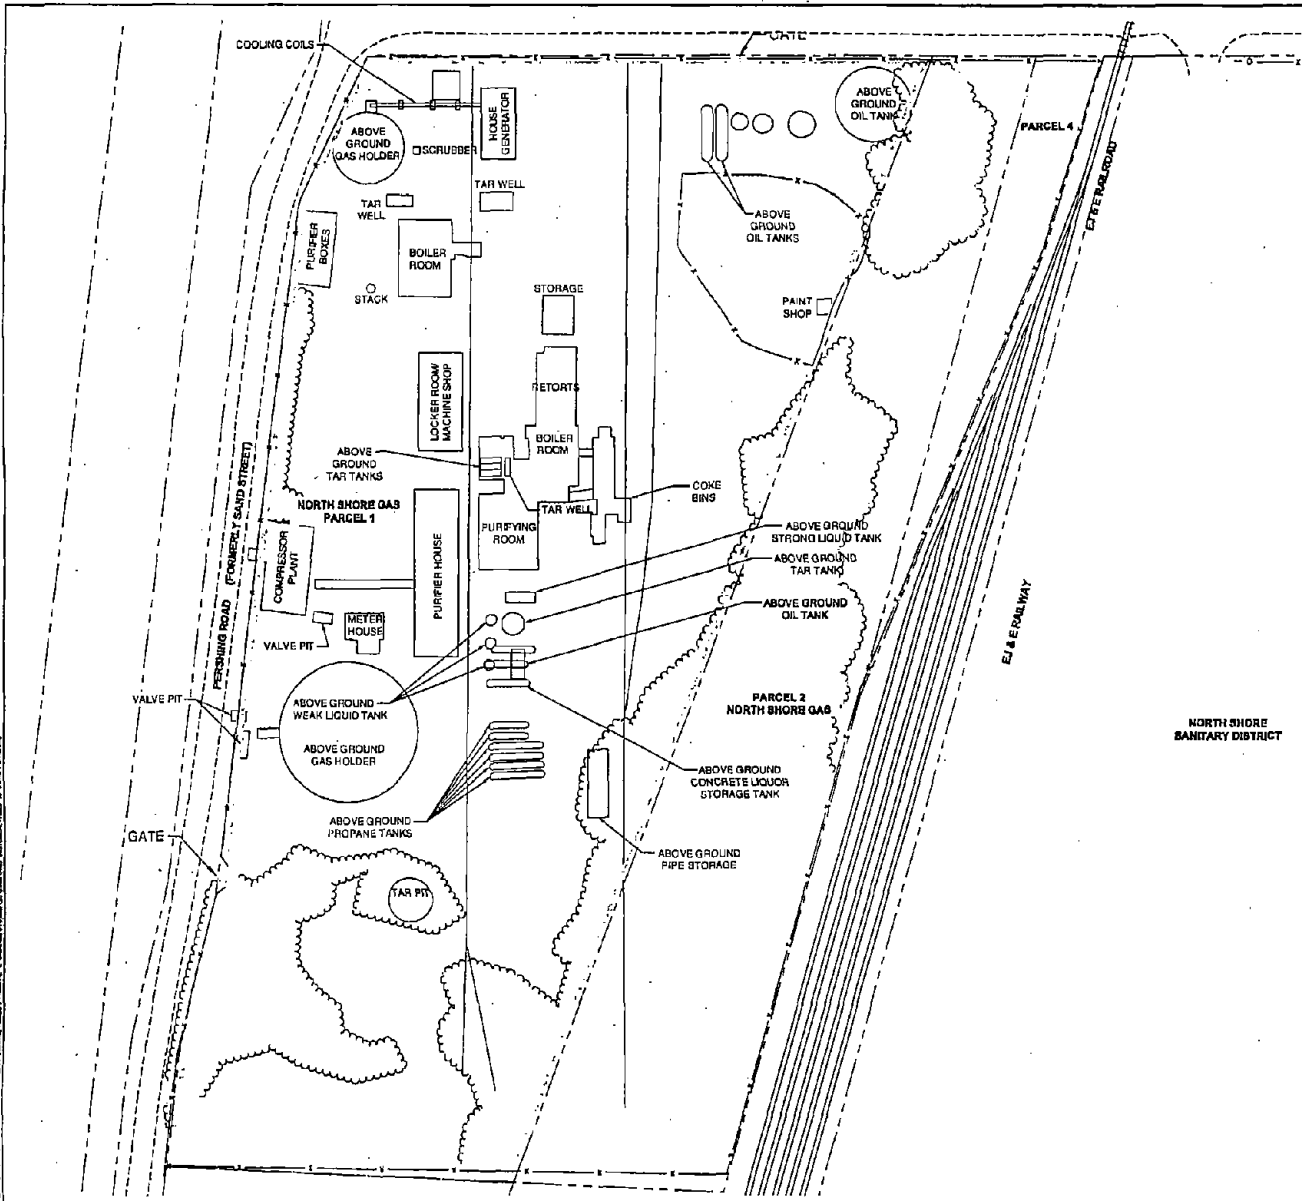 GATE
COOLING COILS
ABOVE
GROUND
GAS HOLDER
SCRUBBER
HOUSE
GENERATOR
ABOVE
GROUND
OIL TANK
PARCEL 4
EJ & E RAILROAD
TAR
WELL
TAR WELL
PURIFIER
BOXES
BOILER
ROOM
STACK
ABOVE
GROUND
OIL TANKS
STORAGE
PAINT
SHOP
LOCKER ROOM
MACHINE SHOP
RETORTS
BOILER
ROOM
ABOVE
GROUND
TAR TANKS
NORTH SHORE GAS
PARCEL 1
COKE
BINS
TAR WELL
PURIFYING
ROOM
ABOVE GROUND
STRONG LIQUID TANK
ABOVE GROUND
TAR TANK
ABOVE GROUND
OIL TANK
PERSHING ROAD (FORMERLY SAND STREET)
COMPRESSOR
PLANT
PURIFIER HOUSE
METER
HOUSE
VALVE PIT
VALVE PIT
EJ & E RAILWAY
ABOVE GROUND
WEAK LIQUID TANK
ABOVE GROUND
GAS HOLDER
PARCEL 2
NORTH SHORE GAS
NORTH SHORE
SANITARY DISTRICT
ABOVE GROUND
CONCRETE LIQUOR
STORAGE TANK
ABOVE GROUND
PROPANE TANKS
GATE
ABOVE GROUND
PIPE STORAGE
TAR PIT